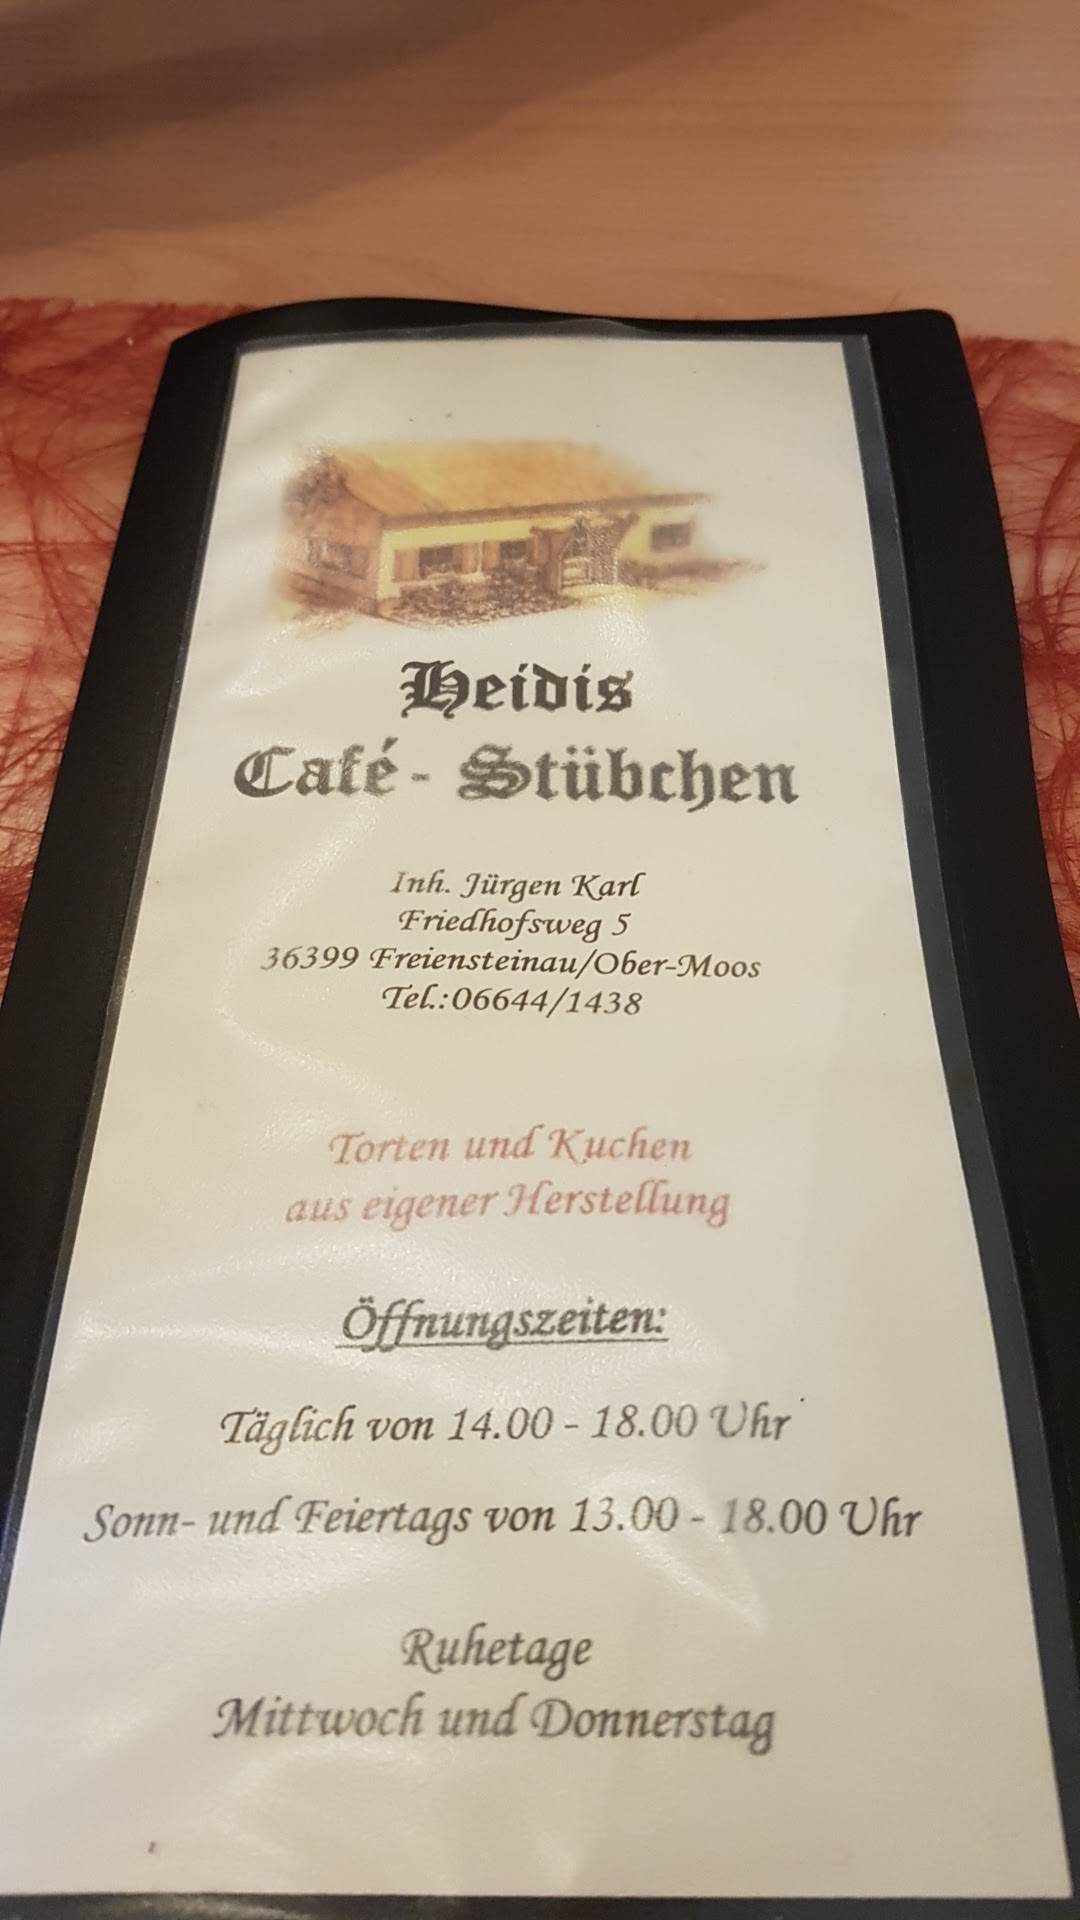 Heidis
Café - Stübchen
Inh. Jürgen Karl
Friedhofsweg 5
36399 Freiensteinau/Ober-Moos
Tel.:06644/1438
Torten und Kuchen
aus eigener Herstellung
Öffnungszeiten:
Täglich von 14.00 - 18.00 Uhr
Sonn- und Feiertags von 13.00 - 18.00 Uhr
Ruhetage
Mittwoch und Donnerstag